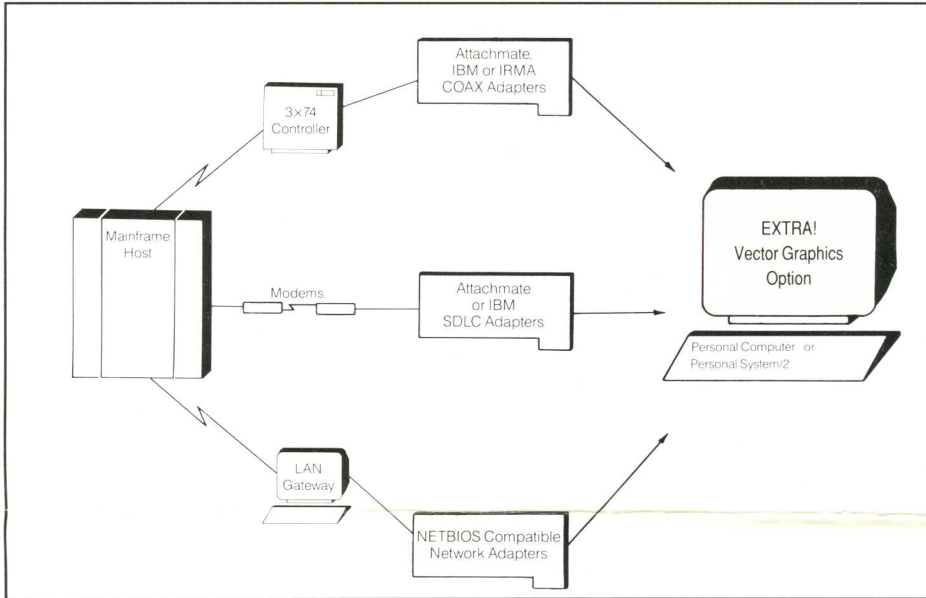 Attachmate,
IBM or IRMA
COAX Adapters
3×74
Controller
Mainframe
Host
Modems
Attachmate
or IBM
SDLC Adapters
EXTRA!
Vector Graphics
Option
Personal Computer or
Personal System/2
LAN
Gateway
NETBIOS Compatible
Network Adapters